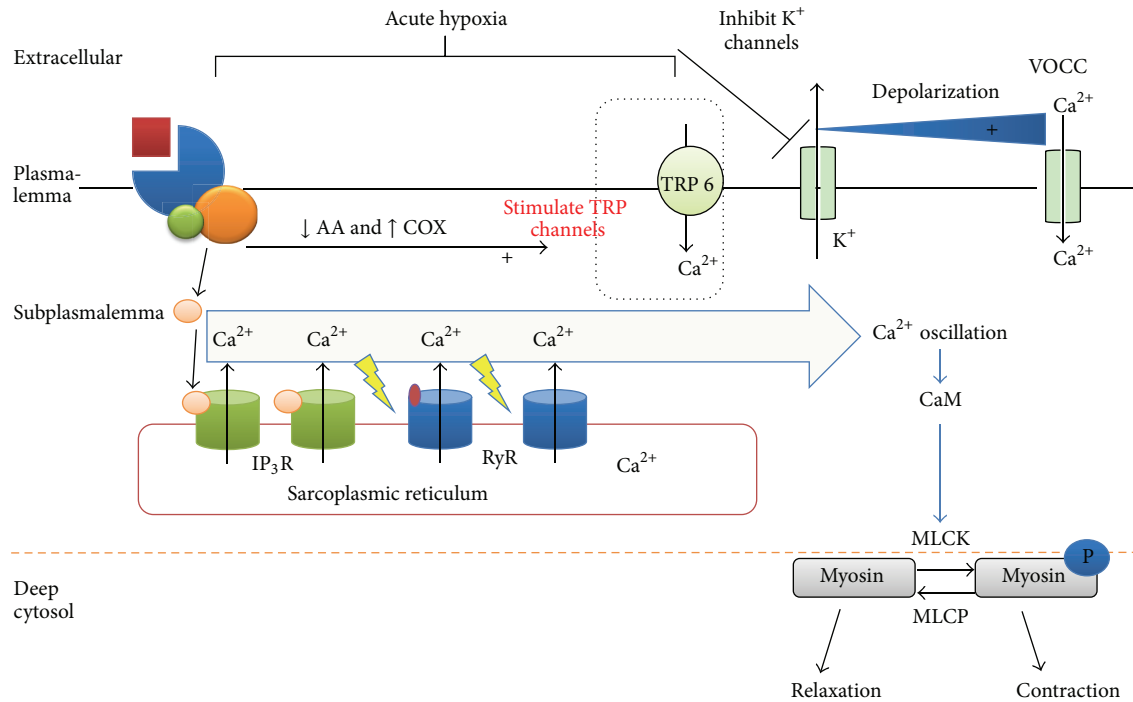 Acute hypoxia
Inhibit K⁺
channels
Extracellular
VOCC
Depolarization
Ca²⁺
+
Plasma-
lemma
TRP 6
Stimulate TRP
channels
↓ AA and ↑ COX
+
K⁺
Ca²⁺
Ca²⁺
Subplasmalemma
Ca²⁺ Ca²⁺ Ca²⁺ Ca²⁺
Ca²⁺ oscillation
CaM
IP₃R
RyR
Ca²⁺
Sarcoplasmic reticulum
MLCK
P
Myosin
Myosin
MLCP
Deep
cytosol
Relaxation
Contraction